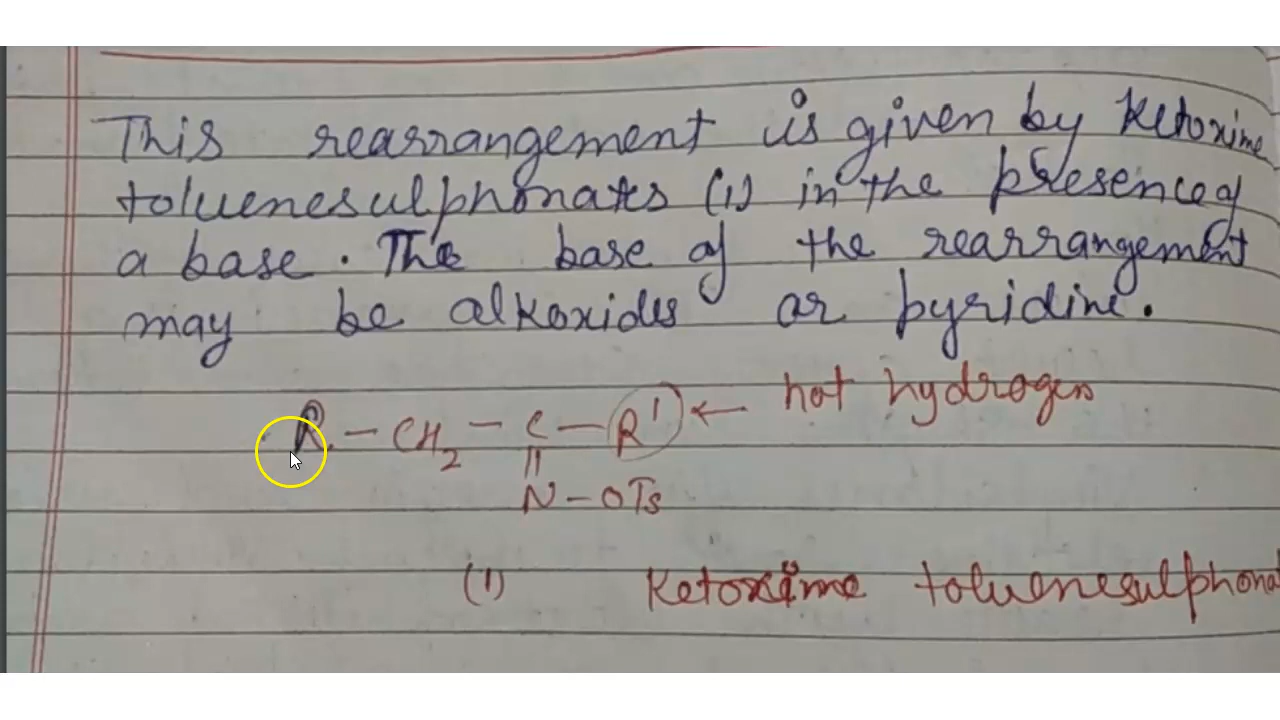 This rearrangement is given by Ketoxime
toluenesulphonates (1) in the presence of
a base. The base of the rearrangement
may be alkoxides or pyridine.
R - CH2 - C - R' ← not hydrogen
||
N - OTs
(1) Ketoxime toluenesulphonat